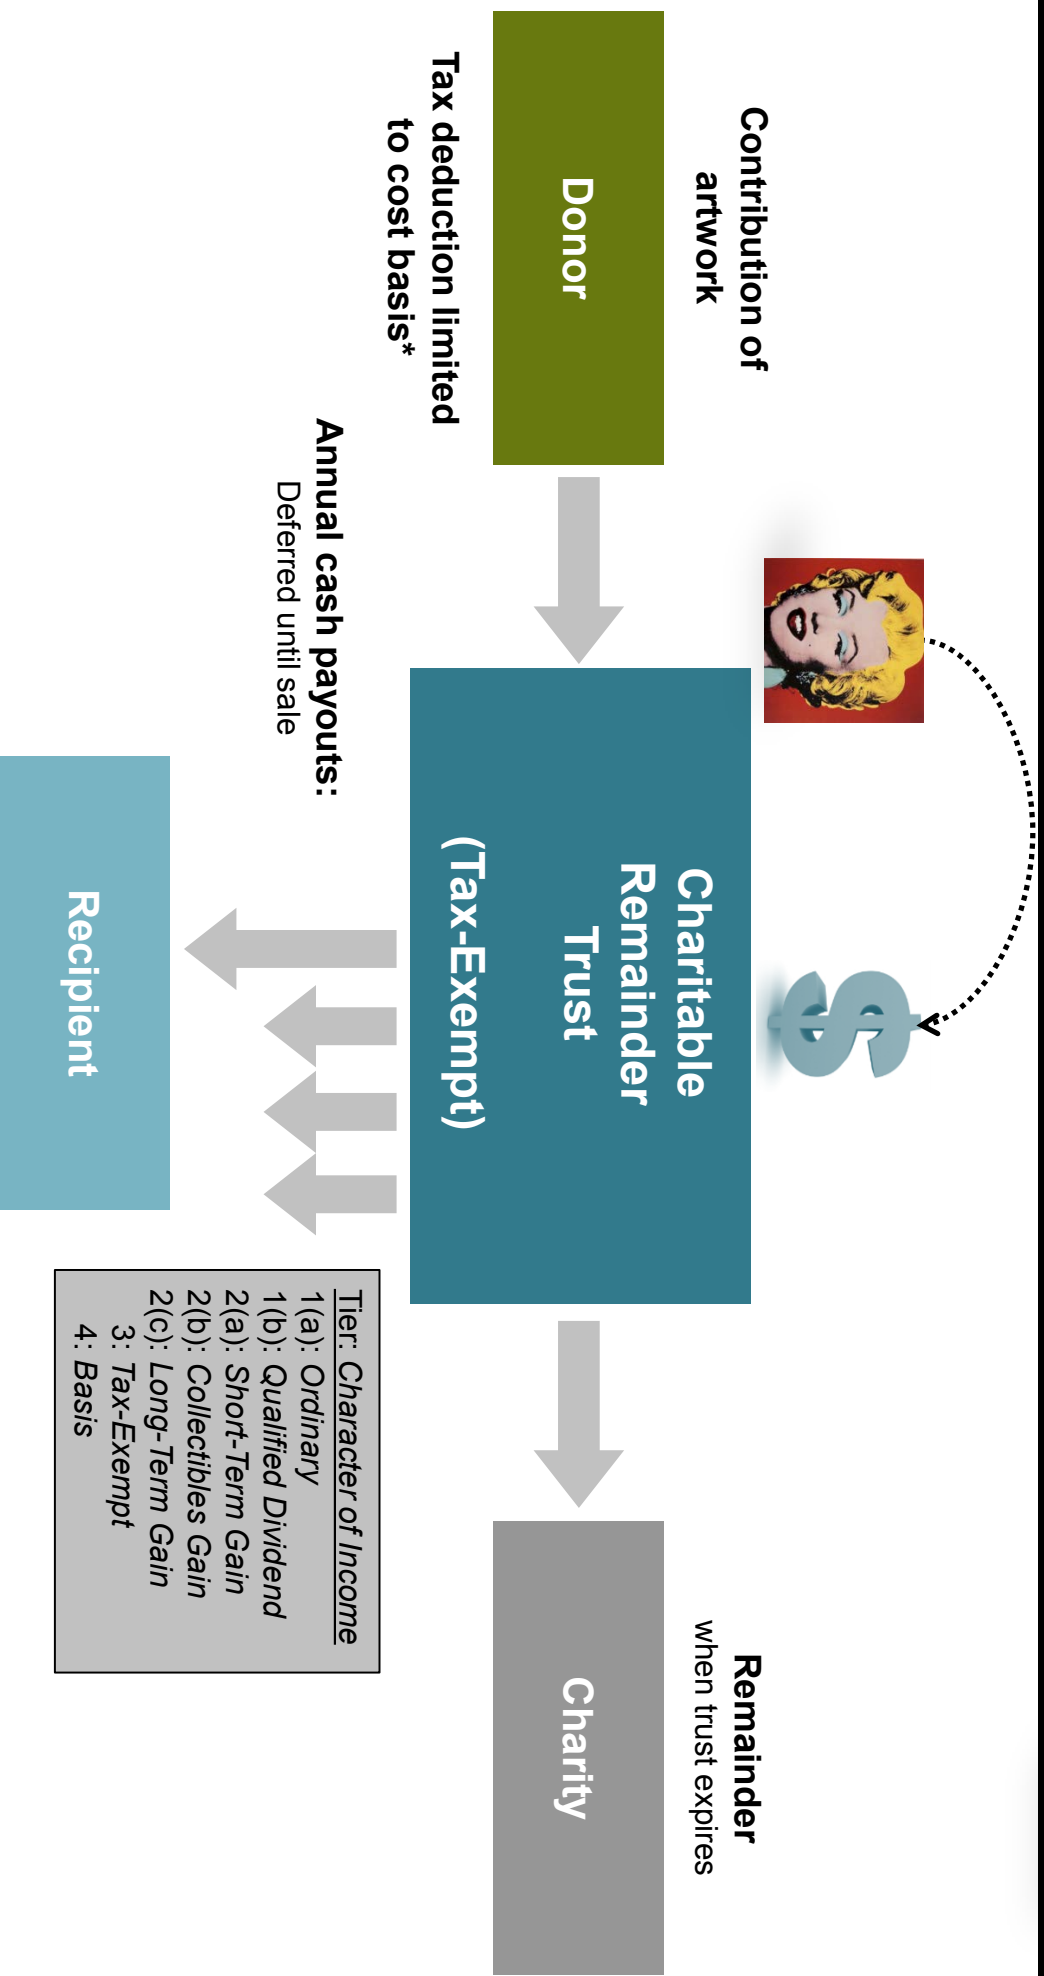 Contribution of
artwork
Donor
Tax deduction limited
to cost basis*
Charitable
Remainder
Trust
(Tax-Exempt)
Annual cash payouts:
Deferred until sale
Recipient
Remainder
when trust expires
Charity
Tier: Character of Income
1(a): Ordinary
1(b): Qualified Dividend
2(a): Short-Term Gain
2(b): Collectibles Gain
2(c): Long-Term Gain
3: Tax-Exempt
4: Basis